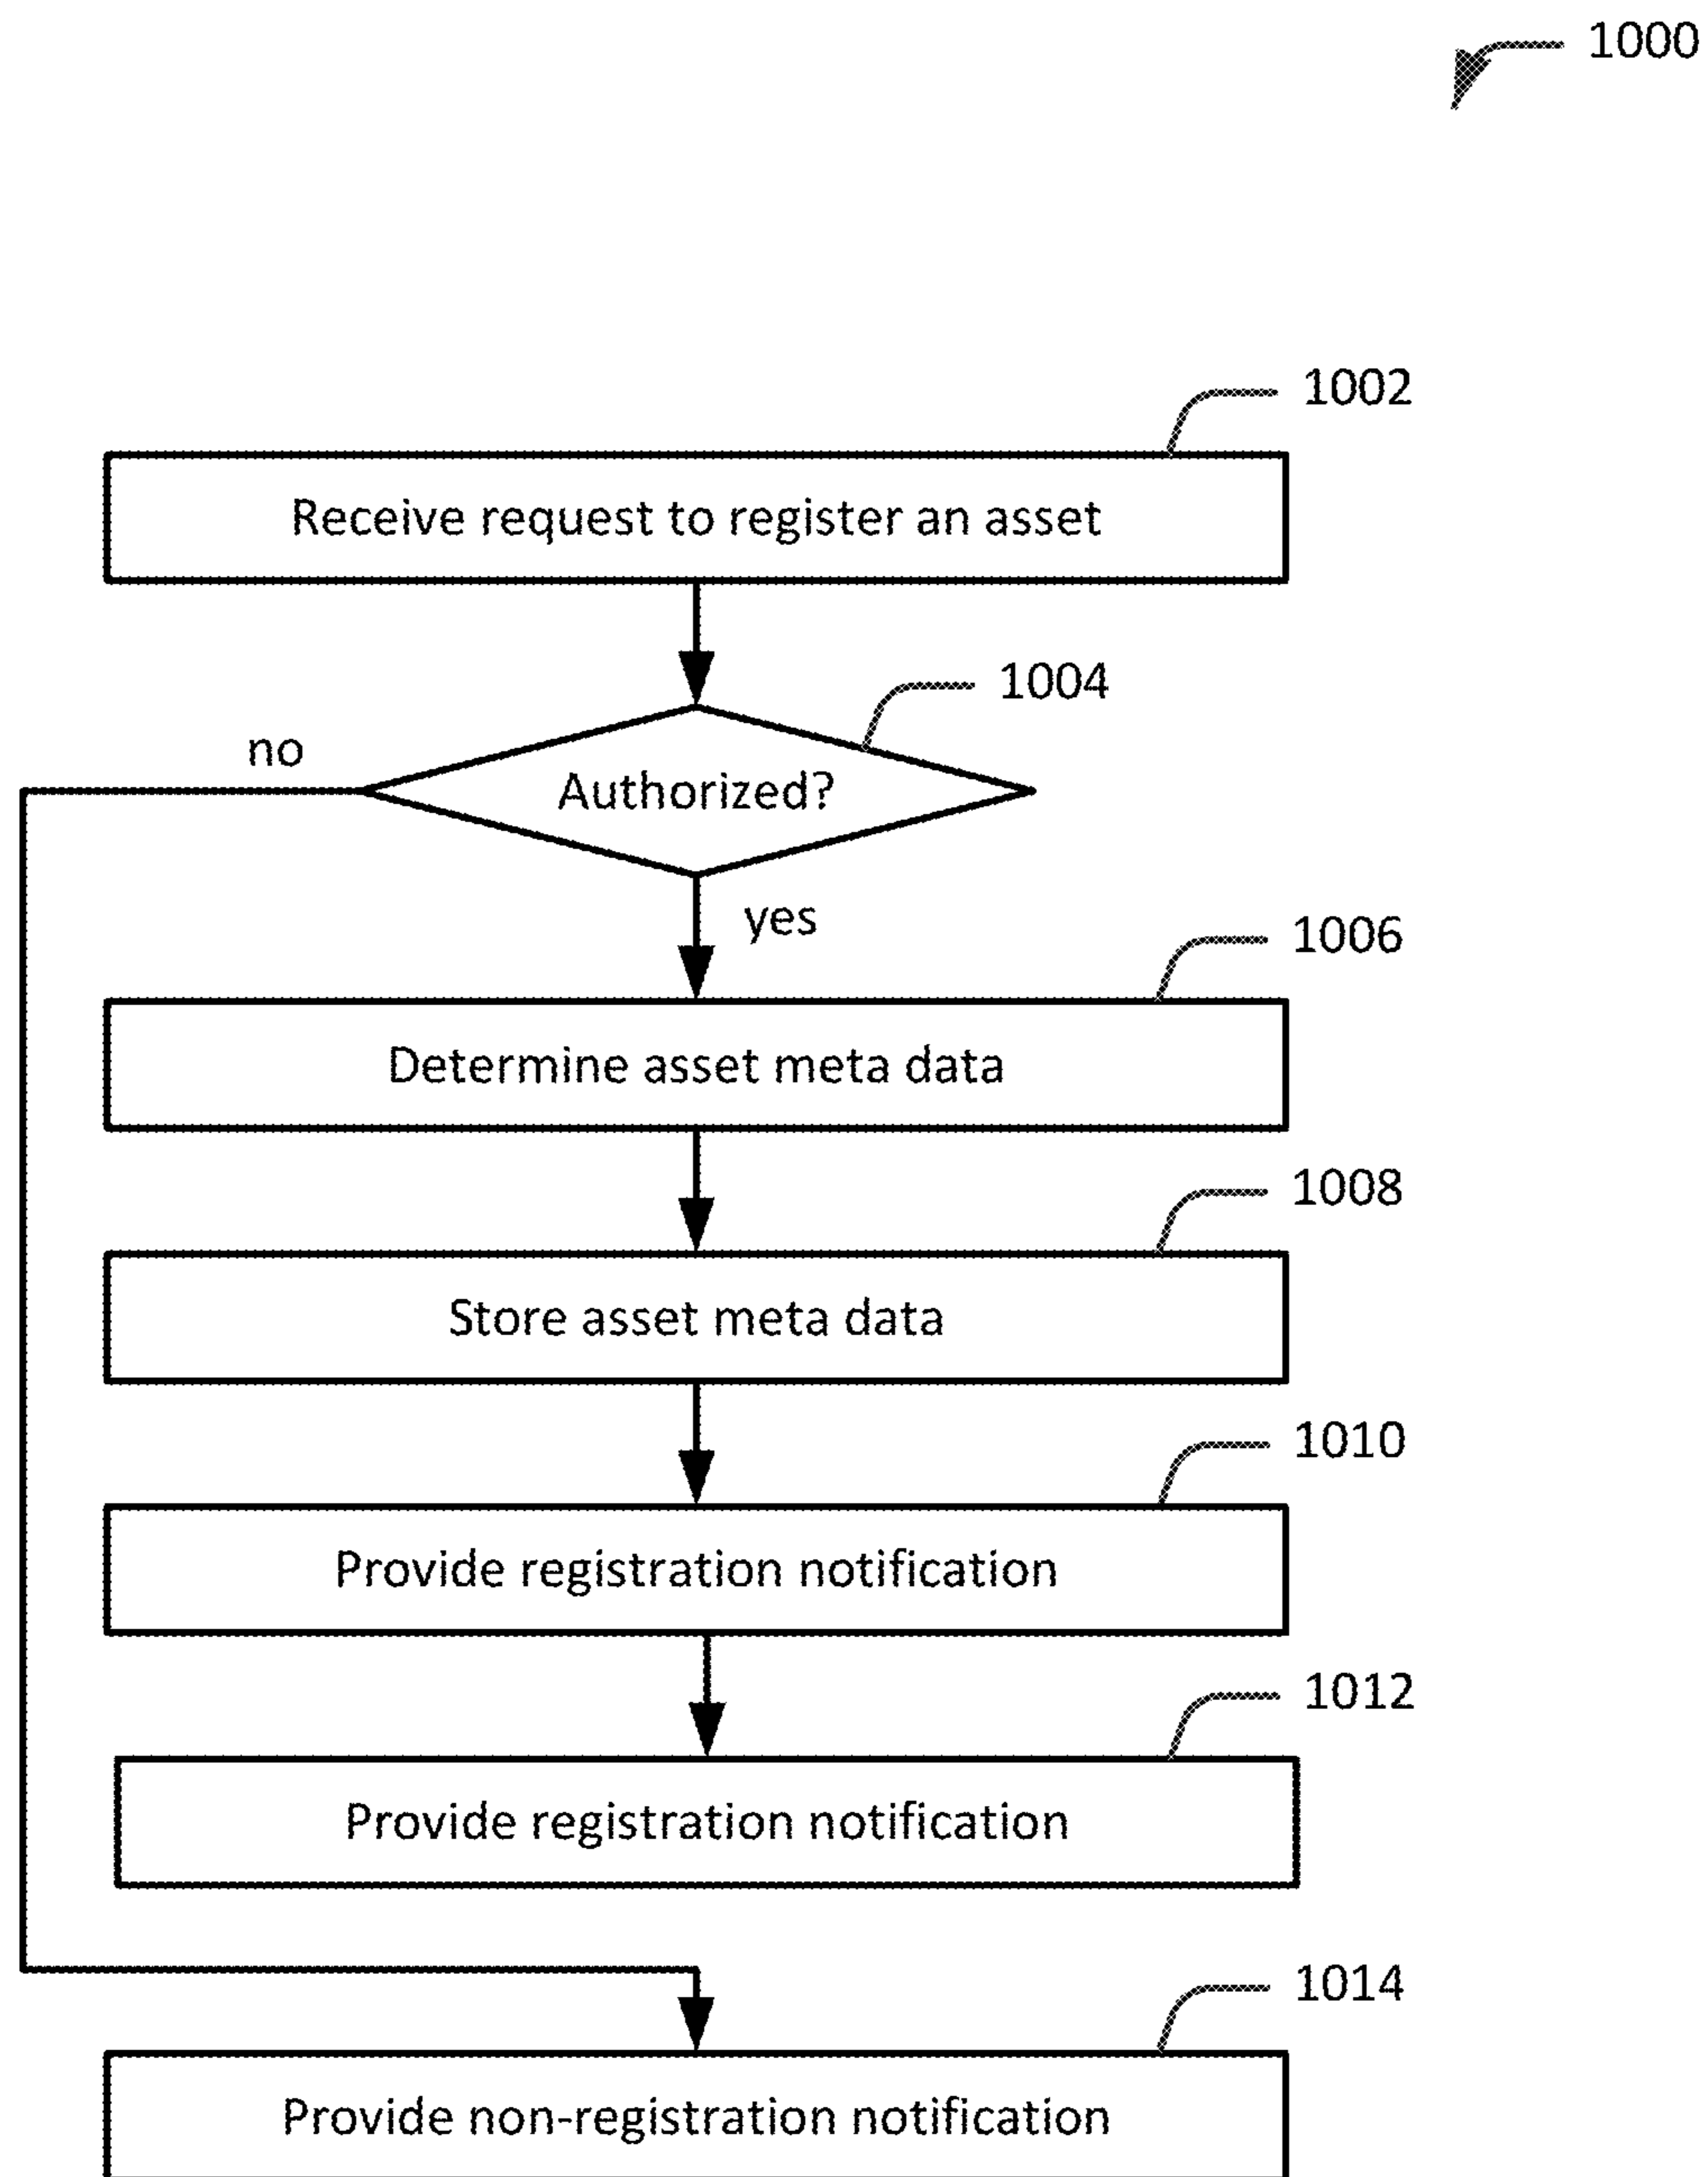 1000
1002
Receive request to register an asset
1004
no
Authorized?
yes
1006
Determine asset meta data
1008
Store asset meta data
1010
Provide registration notification
1012
Provide registration notification
1014
Provide non-registration notification